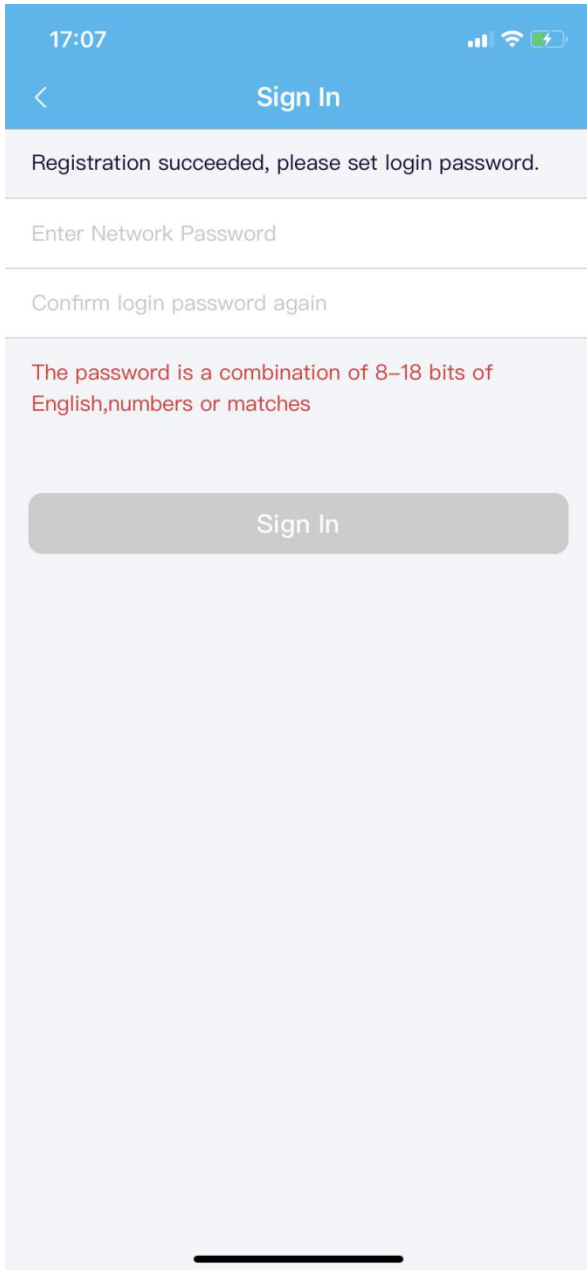 17:07
Sign In
Registration succeeded, please set login password.
Enter Network Password
Confirm login password again
The password is a combination of 8–18 bits of
English,numbers or matches
Sign In